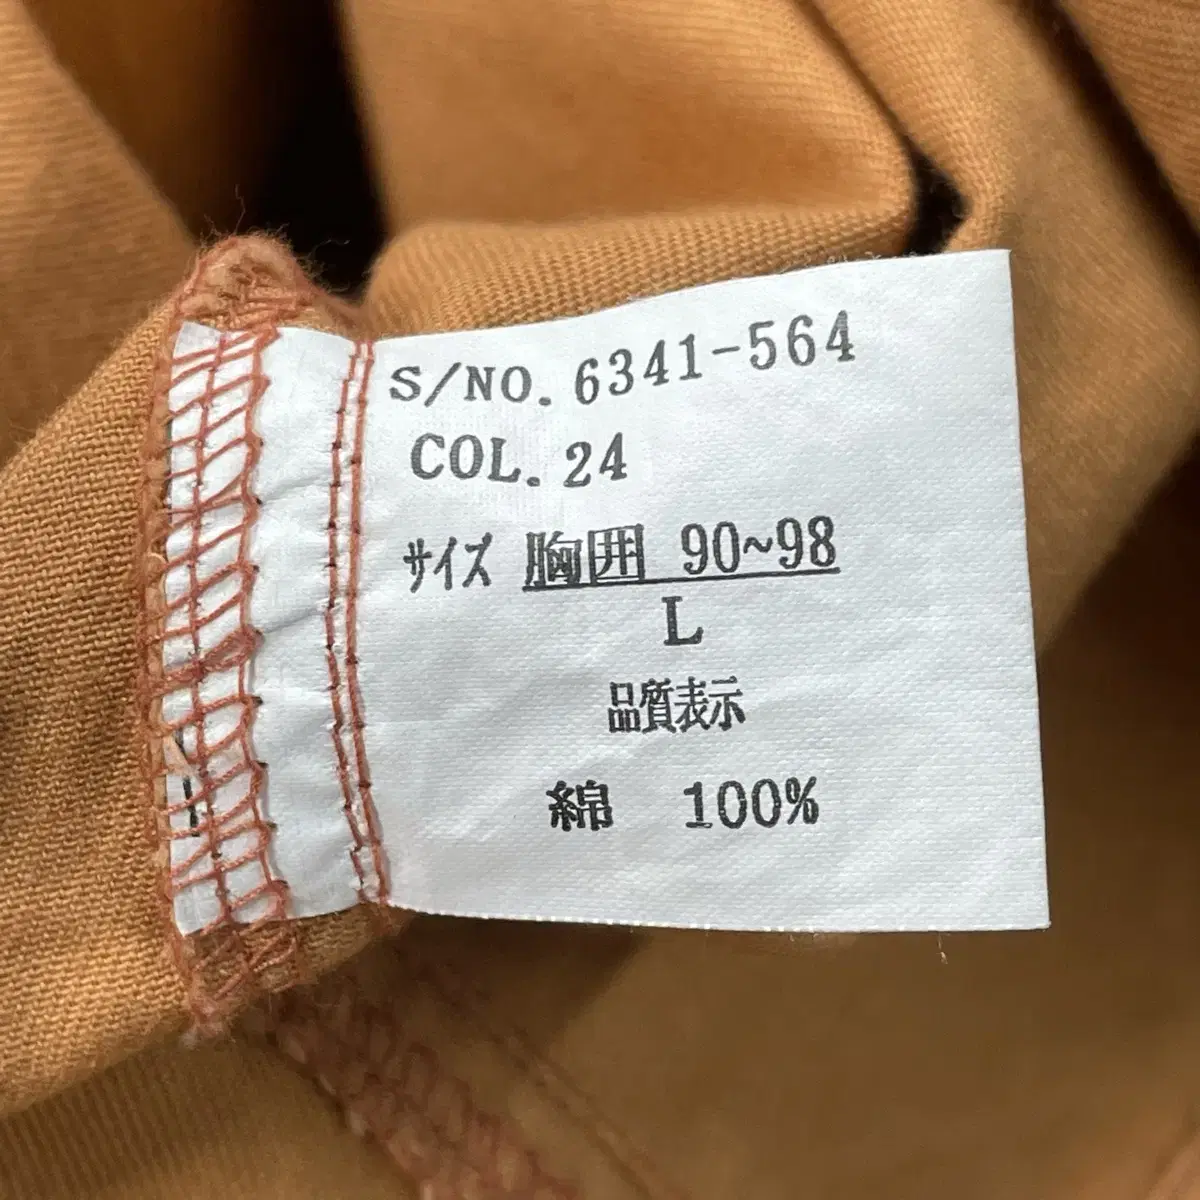 S/NO. 6341-564
COL. 24
サイズ 胸囲 90~98
L
品質表示
綿 100%